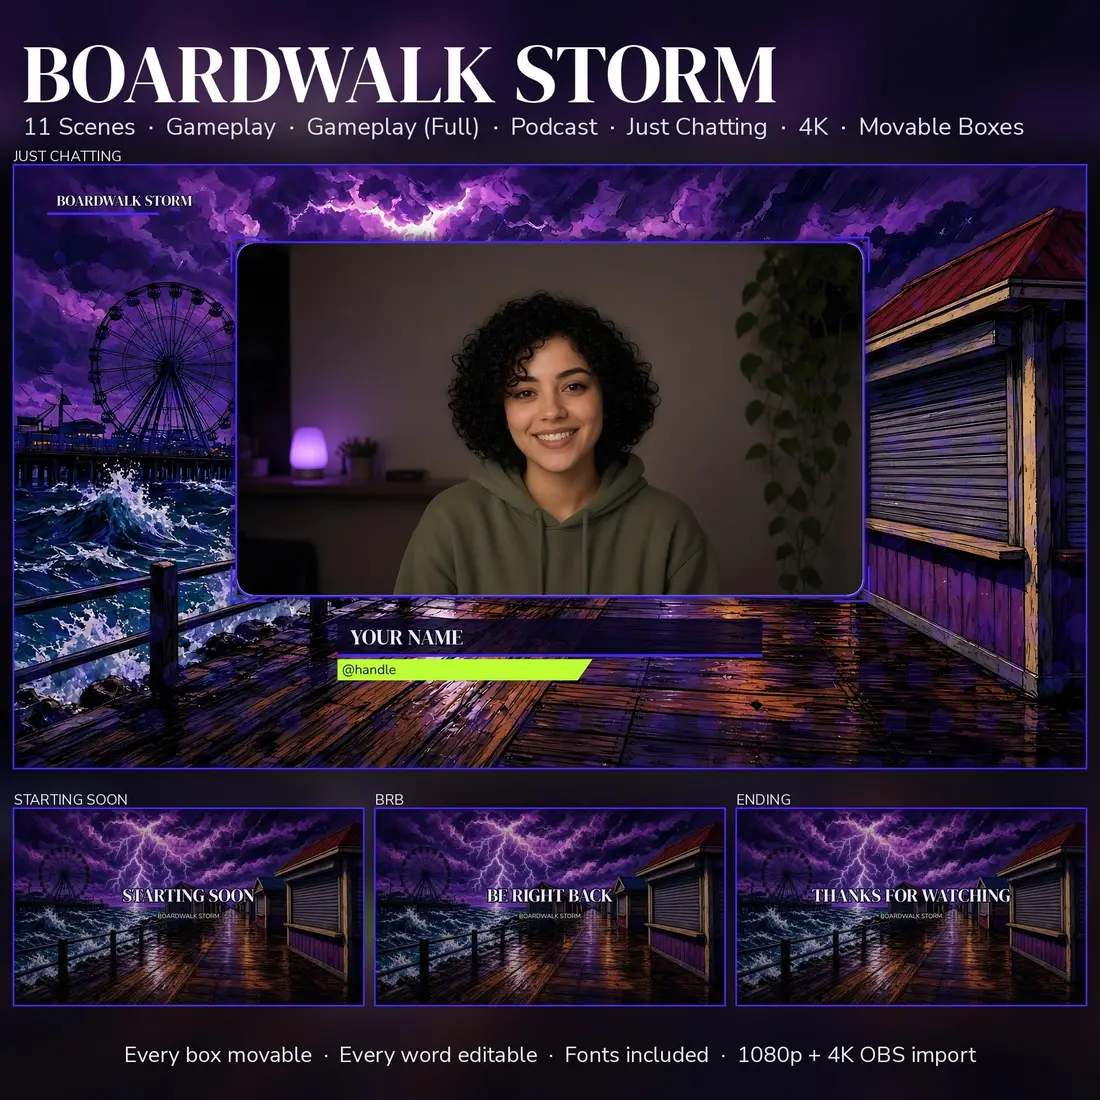 BOARDWALK STORM
11 Scenes · Gameplay · Gameplay (Full) · Podcast · Just Chatting · 4K · Movable Boxes
JUST CHATTING
BOARDWALK STORM
YOUR NAME
@handle
STARTING SOON
STARTING SOON
BOARDWALK STORM
BRB
BE RIGHT BACK
BOARDWALK STORM
ENDING
THANKS FOR WATCHING
BOARDWALK STORM
Every box movable · Every word editable · Fonts included · 1080p + 4K OBS import